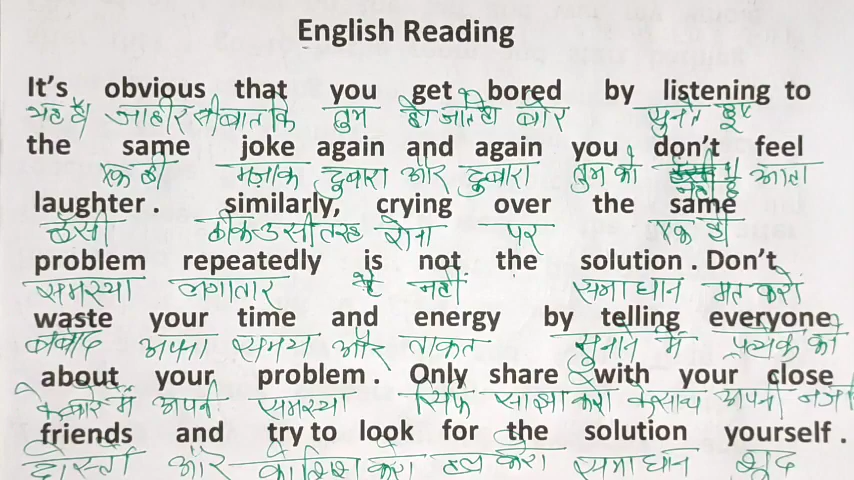 English Reading
It's obvious that you get bored by listening to
यह है। जाहीर सी बात कि तुम हो जाते हो बोर सुनते हुए
the same joke again and again you don't feel
एक ही मज़ाक दुबारा और दुबारा तुम को नहीं है आता
laughter. similarly, crying over the same
हँसी ठीक उसी तरह रोना पर एक ही
problem repeatedly is not the solution. Don't
समस्या लगातार है नहीं समाधान मत करो
waste your time and energy by telling everyone
बर्बाद अपना समय और ताकत सुनाने में प्रत्येक को
about your problem. Only share with your close
के बारे में अपनी समस्या सिर्फ साझा करो के साथ अपनी
friends and try to look for the solution yourself.
दोस्तों और कोशिश करो समाधान खुद